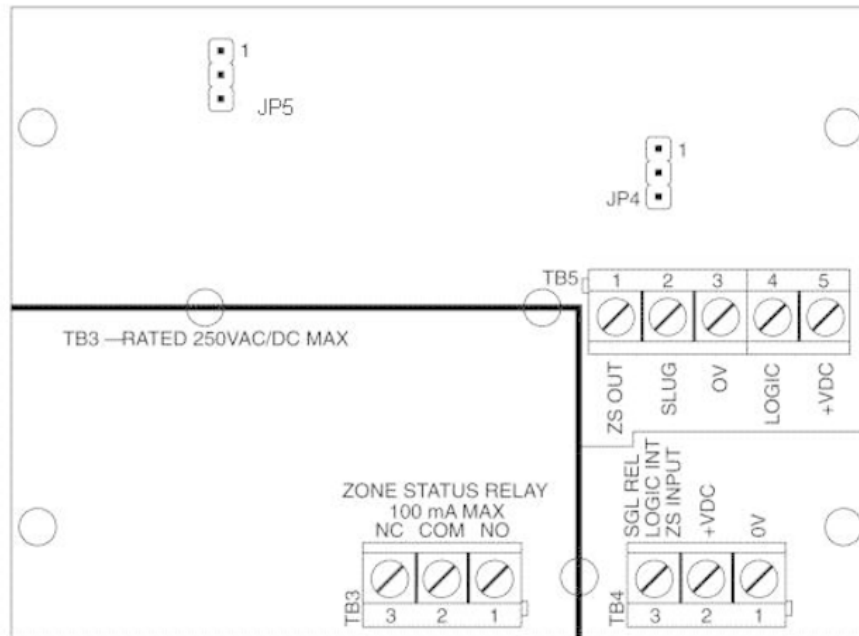 1
JP5
1
JP4
TB5
1 2 3 4 5
TB3 —RATED 250VAC/DC MAX
ZS OUT
SLUG
OV
LOGIC
+VDC
ZONE STATUS RELAY
100 mA MAX
NC COM NO
TB3
3 2 1
SGL REL
LOGIC INT
ZS INPUT
+VDC
0V
TB4
3 2 1